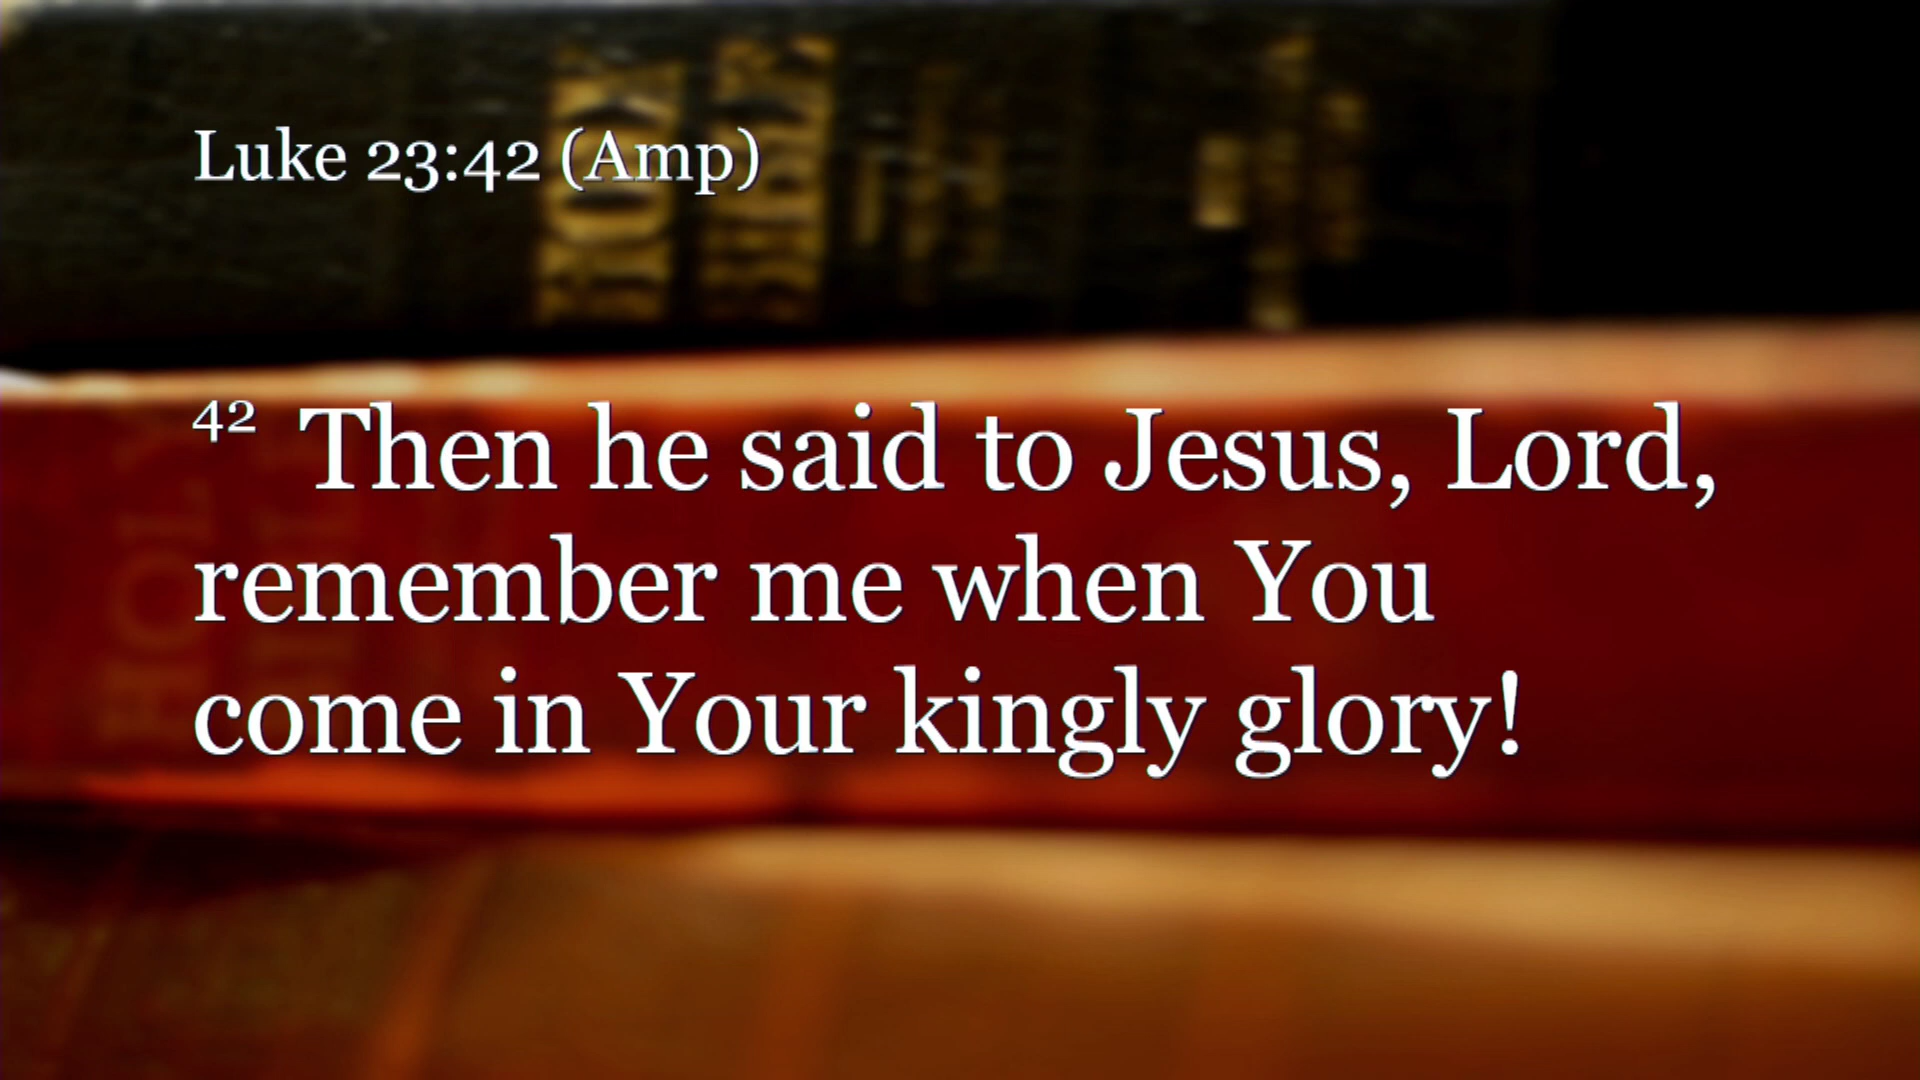 Luke 23:42 (Amp)
42 Then he said to Jesus, Lord,
remember me when You
come in Your kingly glory!
HOLY